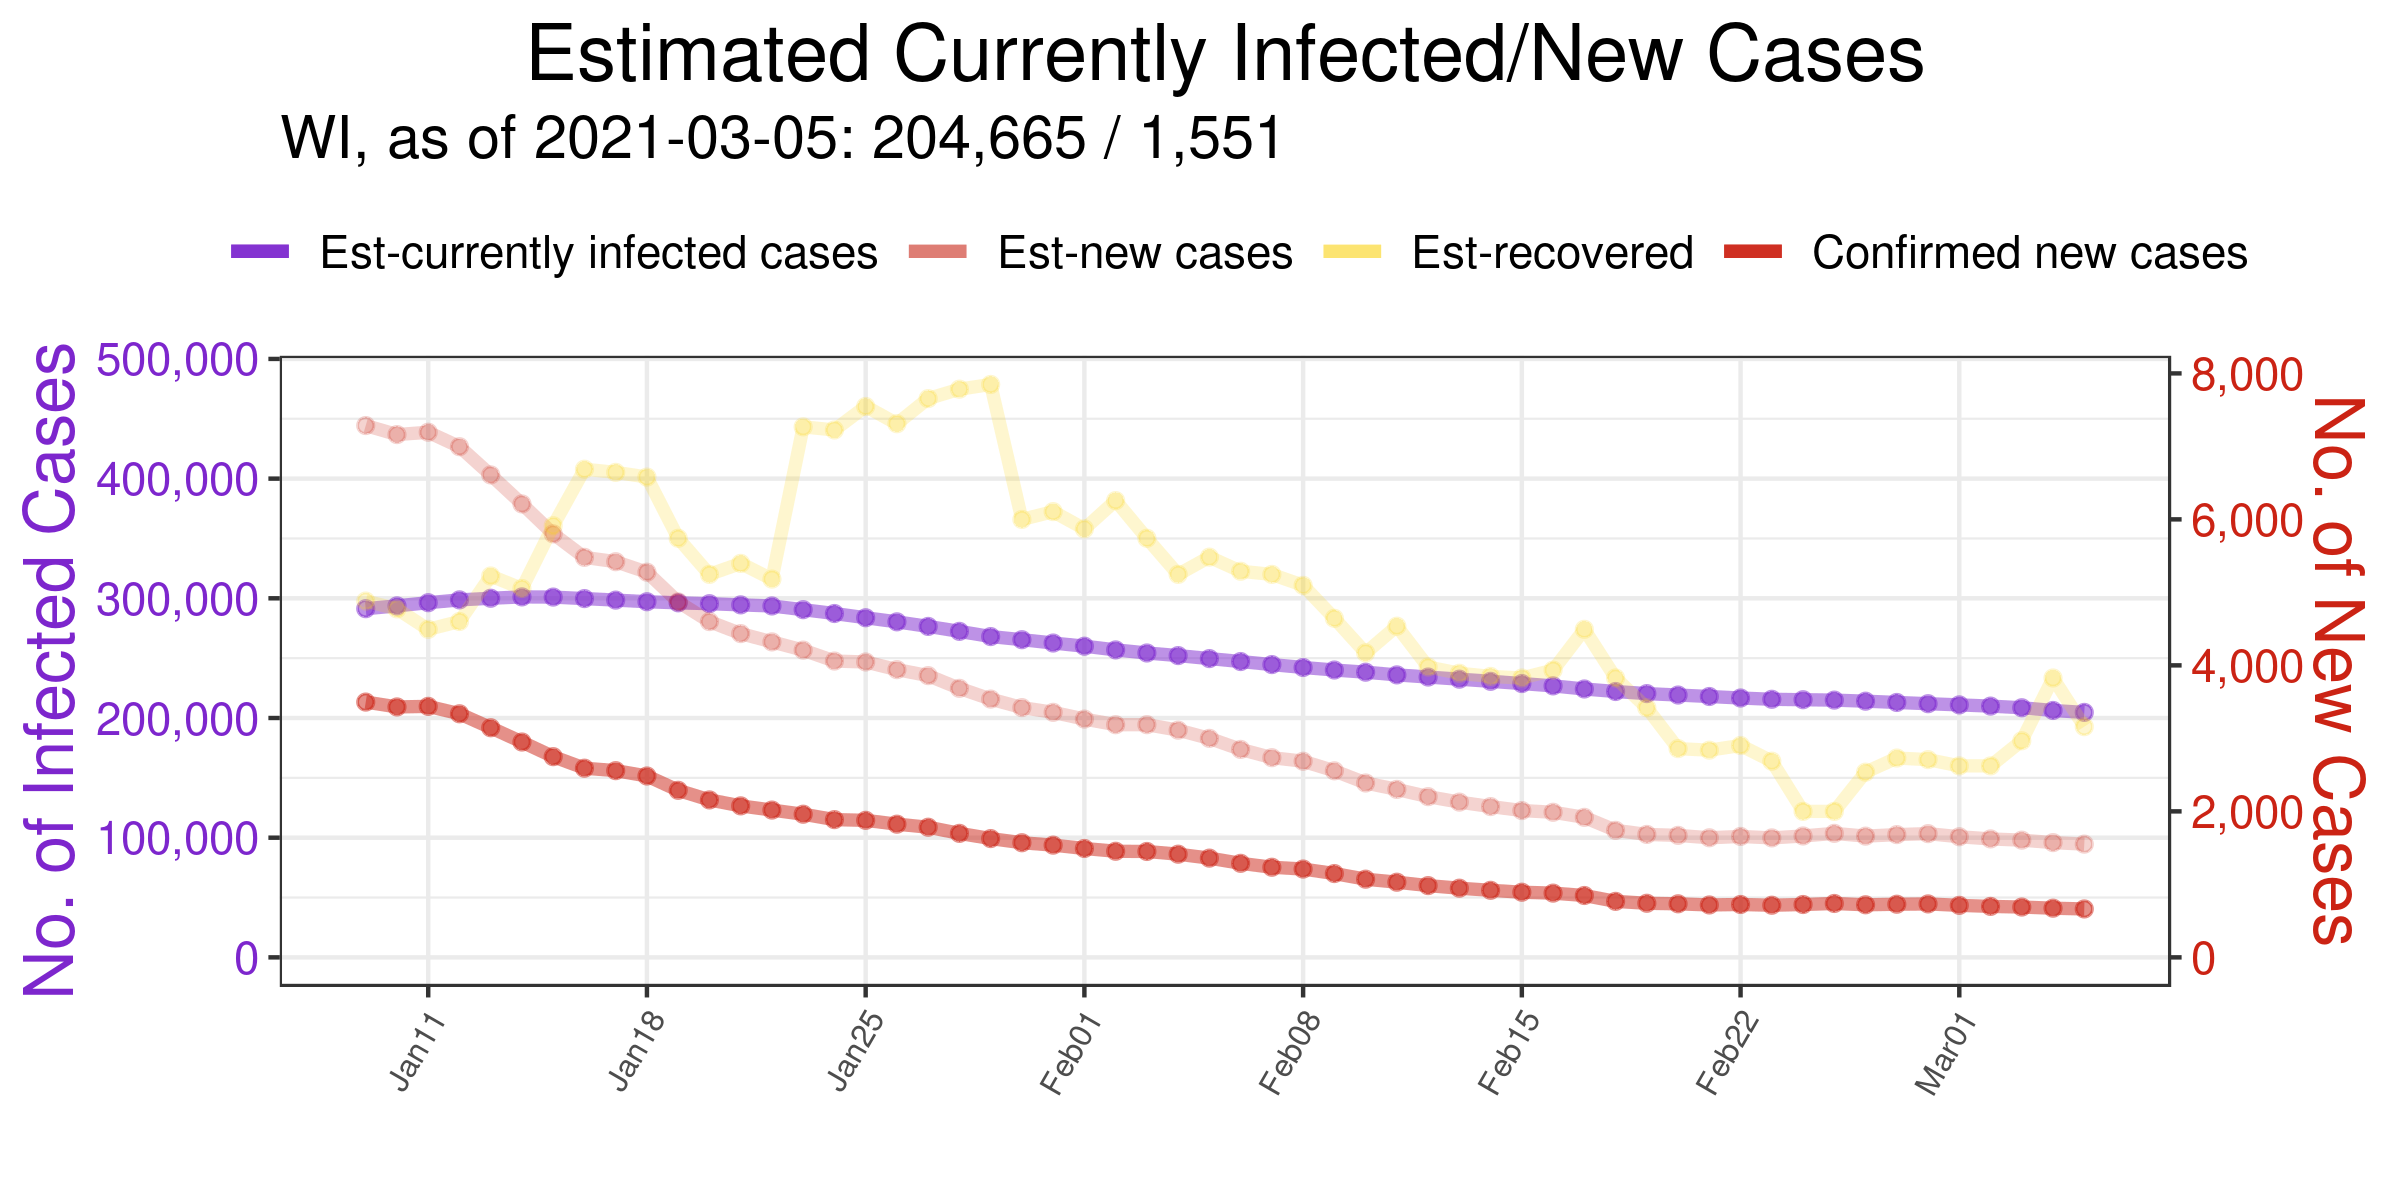 Estimated Currently Infected/New Cases
WI, as of 2021-03-05: 204,665 / 1,551
Est-currently infected cases Est-new cases Est-recovered Confirmed new cases
No. of Infected Cases
500,000
400,000
300,000
200,000
100,000
0
8,000
6,000
4,000
2,000
0
No. of New Cases
Jan11 Jan18 Jan25 Feb01 Feb08 Feb15 Feb22 Mar01